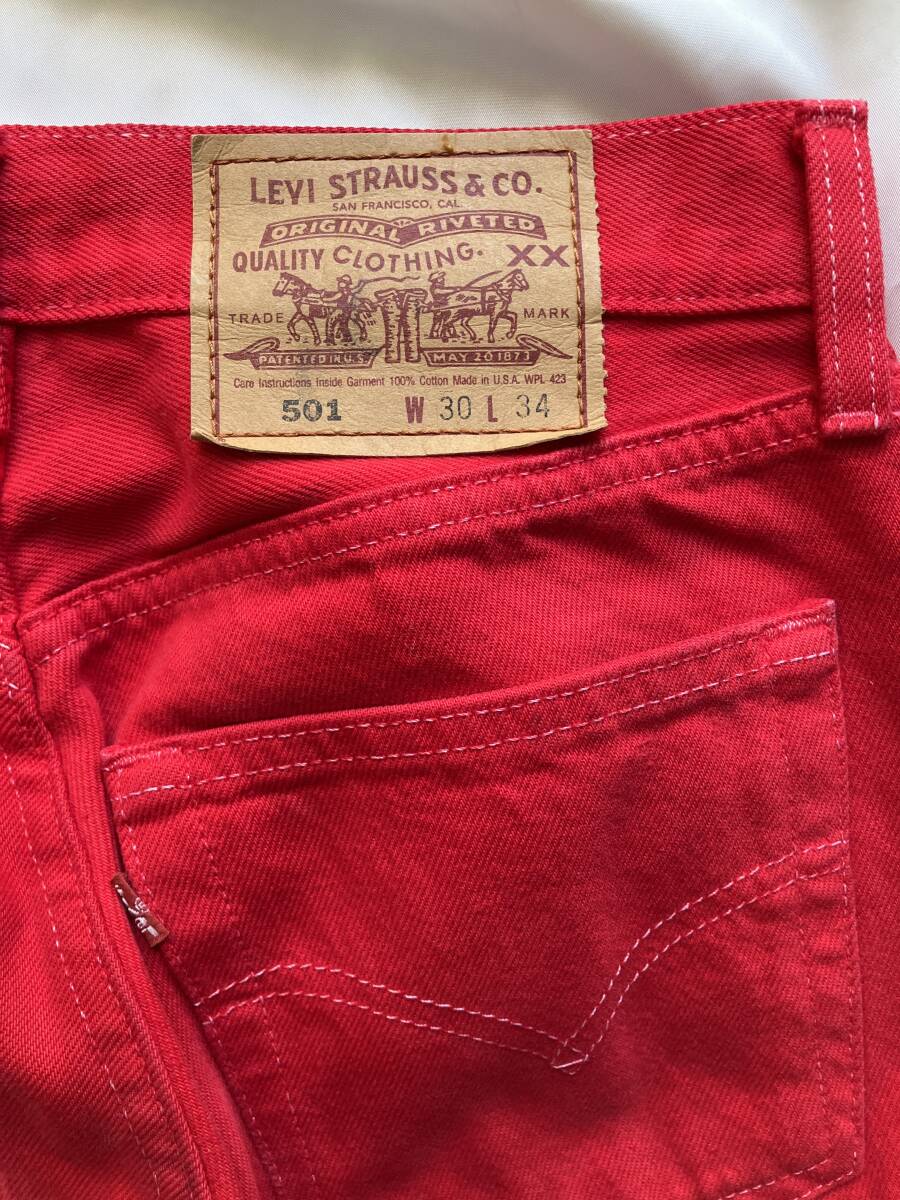 LEVI STRAUSS & CO.
SAN FRANCISCO, CAL.
ORIGINAL RIVETED
QUALITY CLOTHING. XX
TRADE MARK
PATENTED IN U.S. MAY 20 1873
Care Instructions Inside Garment 100% Cotton Made in U.S.A. WPL 423
501 W 30 L 34